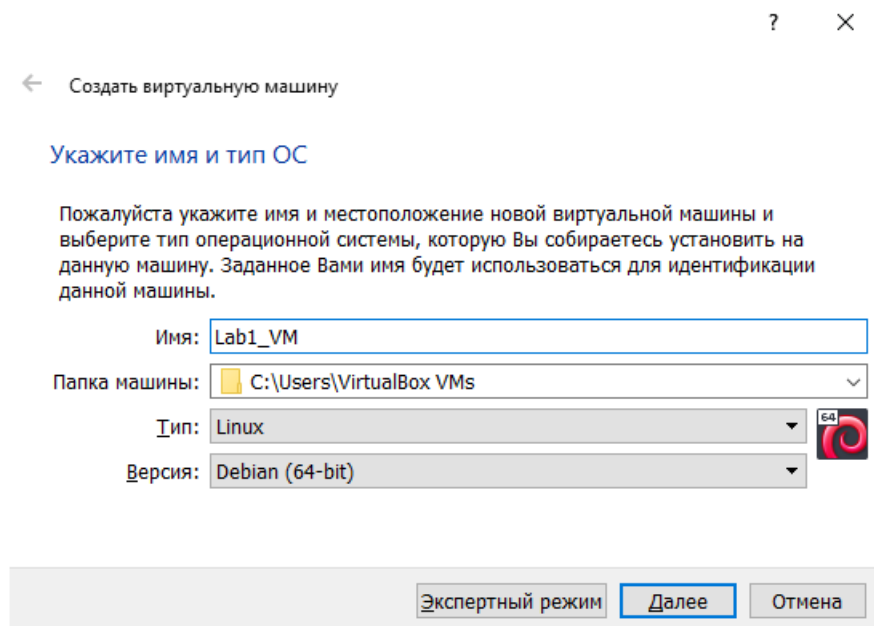 ?
Создать виртуальную машину
Укажите имя и тип ОС
Пожалуйста укажите имя и местоположение новой виртуальной машины и
выберите тип операционной системы, которую Вы собираетесь установить на
данную машину. Заданное Вами имя будет использоваться для идентификации
данной машины.
Имя: Lab1_VM
Папка машины: C:\Users\VirtualBox VMs
Тип: Linux
64
Версия: Debian (64-bit)
Экспертный режим Далее Отмена